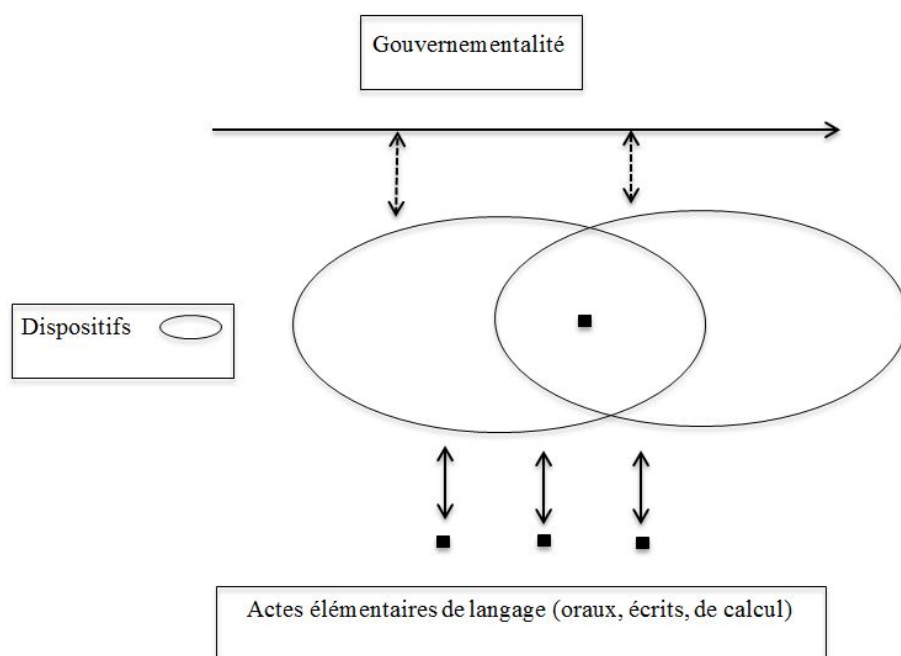 Gouvernementalité
Dispositifs
Actes élémentaires de langage (oraux, écrits, de calcul)